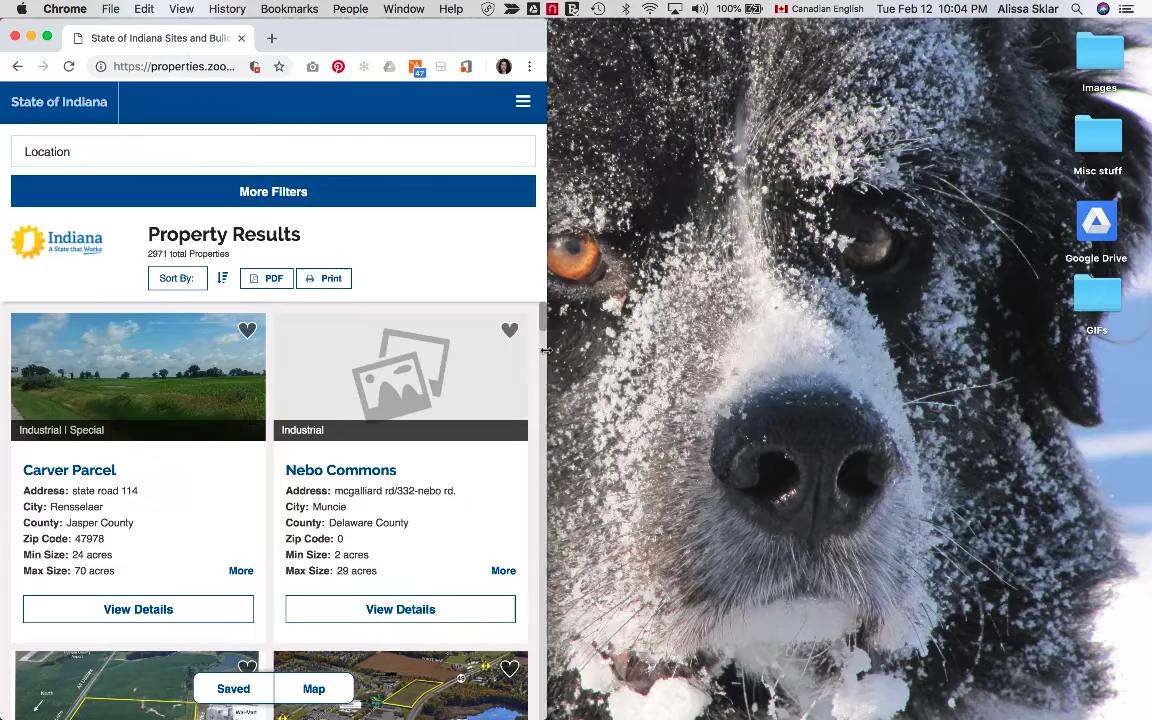 Chrome File Edit View History Bookmarks People Window Help 100% Canadian English Tue Feb 12 10:04 PM Alissa Sklar
State of Indiana Sites and Buil
https://properties.zoo...
47
State of Indiana
Location
More Filters
Indiana
A State that Works
Property Results
2971 total Properties
Sort By:
PDF
Print
Industrial | Special
Industrial
Carver Parcel
Address: state road 114
City: Rensselaer
County: Jasper County
Zip Code: 47978
Min Size: 24 acres
Max Size: 70 acres
More
View Details
Nebo Commons
Address: mcgalliard rd/332-nebo rd.
City: Muncie
County: Delaware County
Zip Code: 0
Min Size: 2 acres
Max Size: 29 acres
More
View Details
North
Wal-Mart
Saved
Map
Images
Misc stuff
Google Drive
GIFs